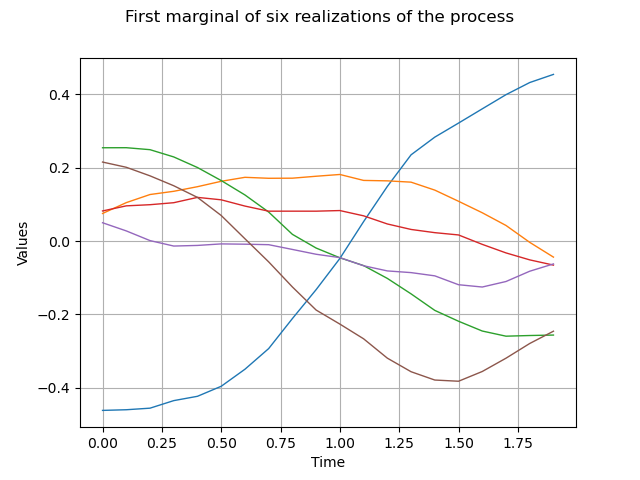 First marginal of six realizations of the process
Values
0.4
0.2
0.0
−0.2
−0.4
0.00 0.25 0.50 0.75 1.00 1.25 1.50 1.75
Time